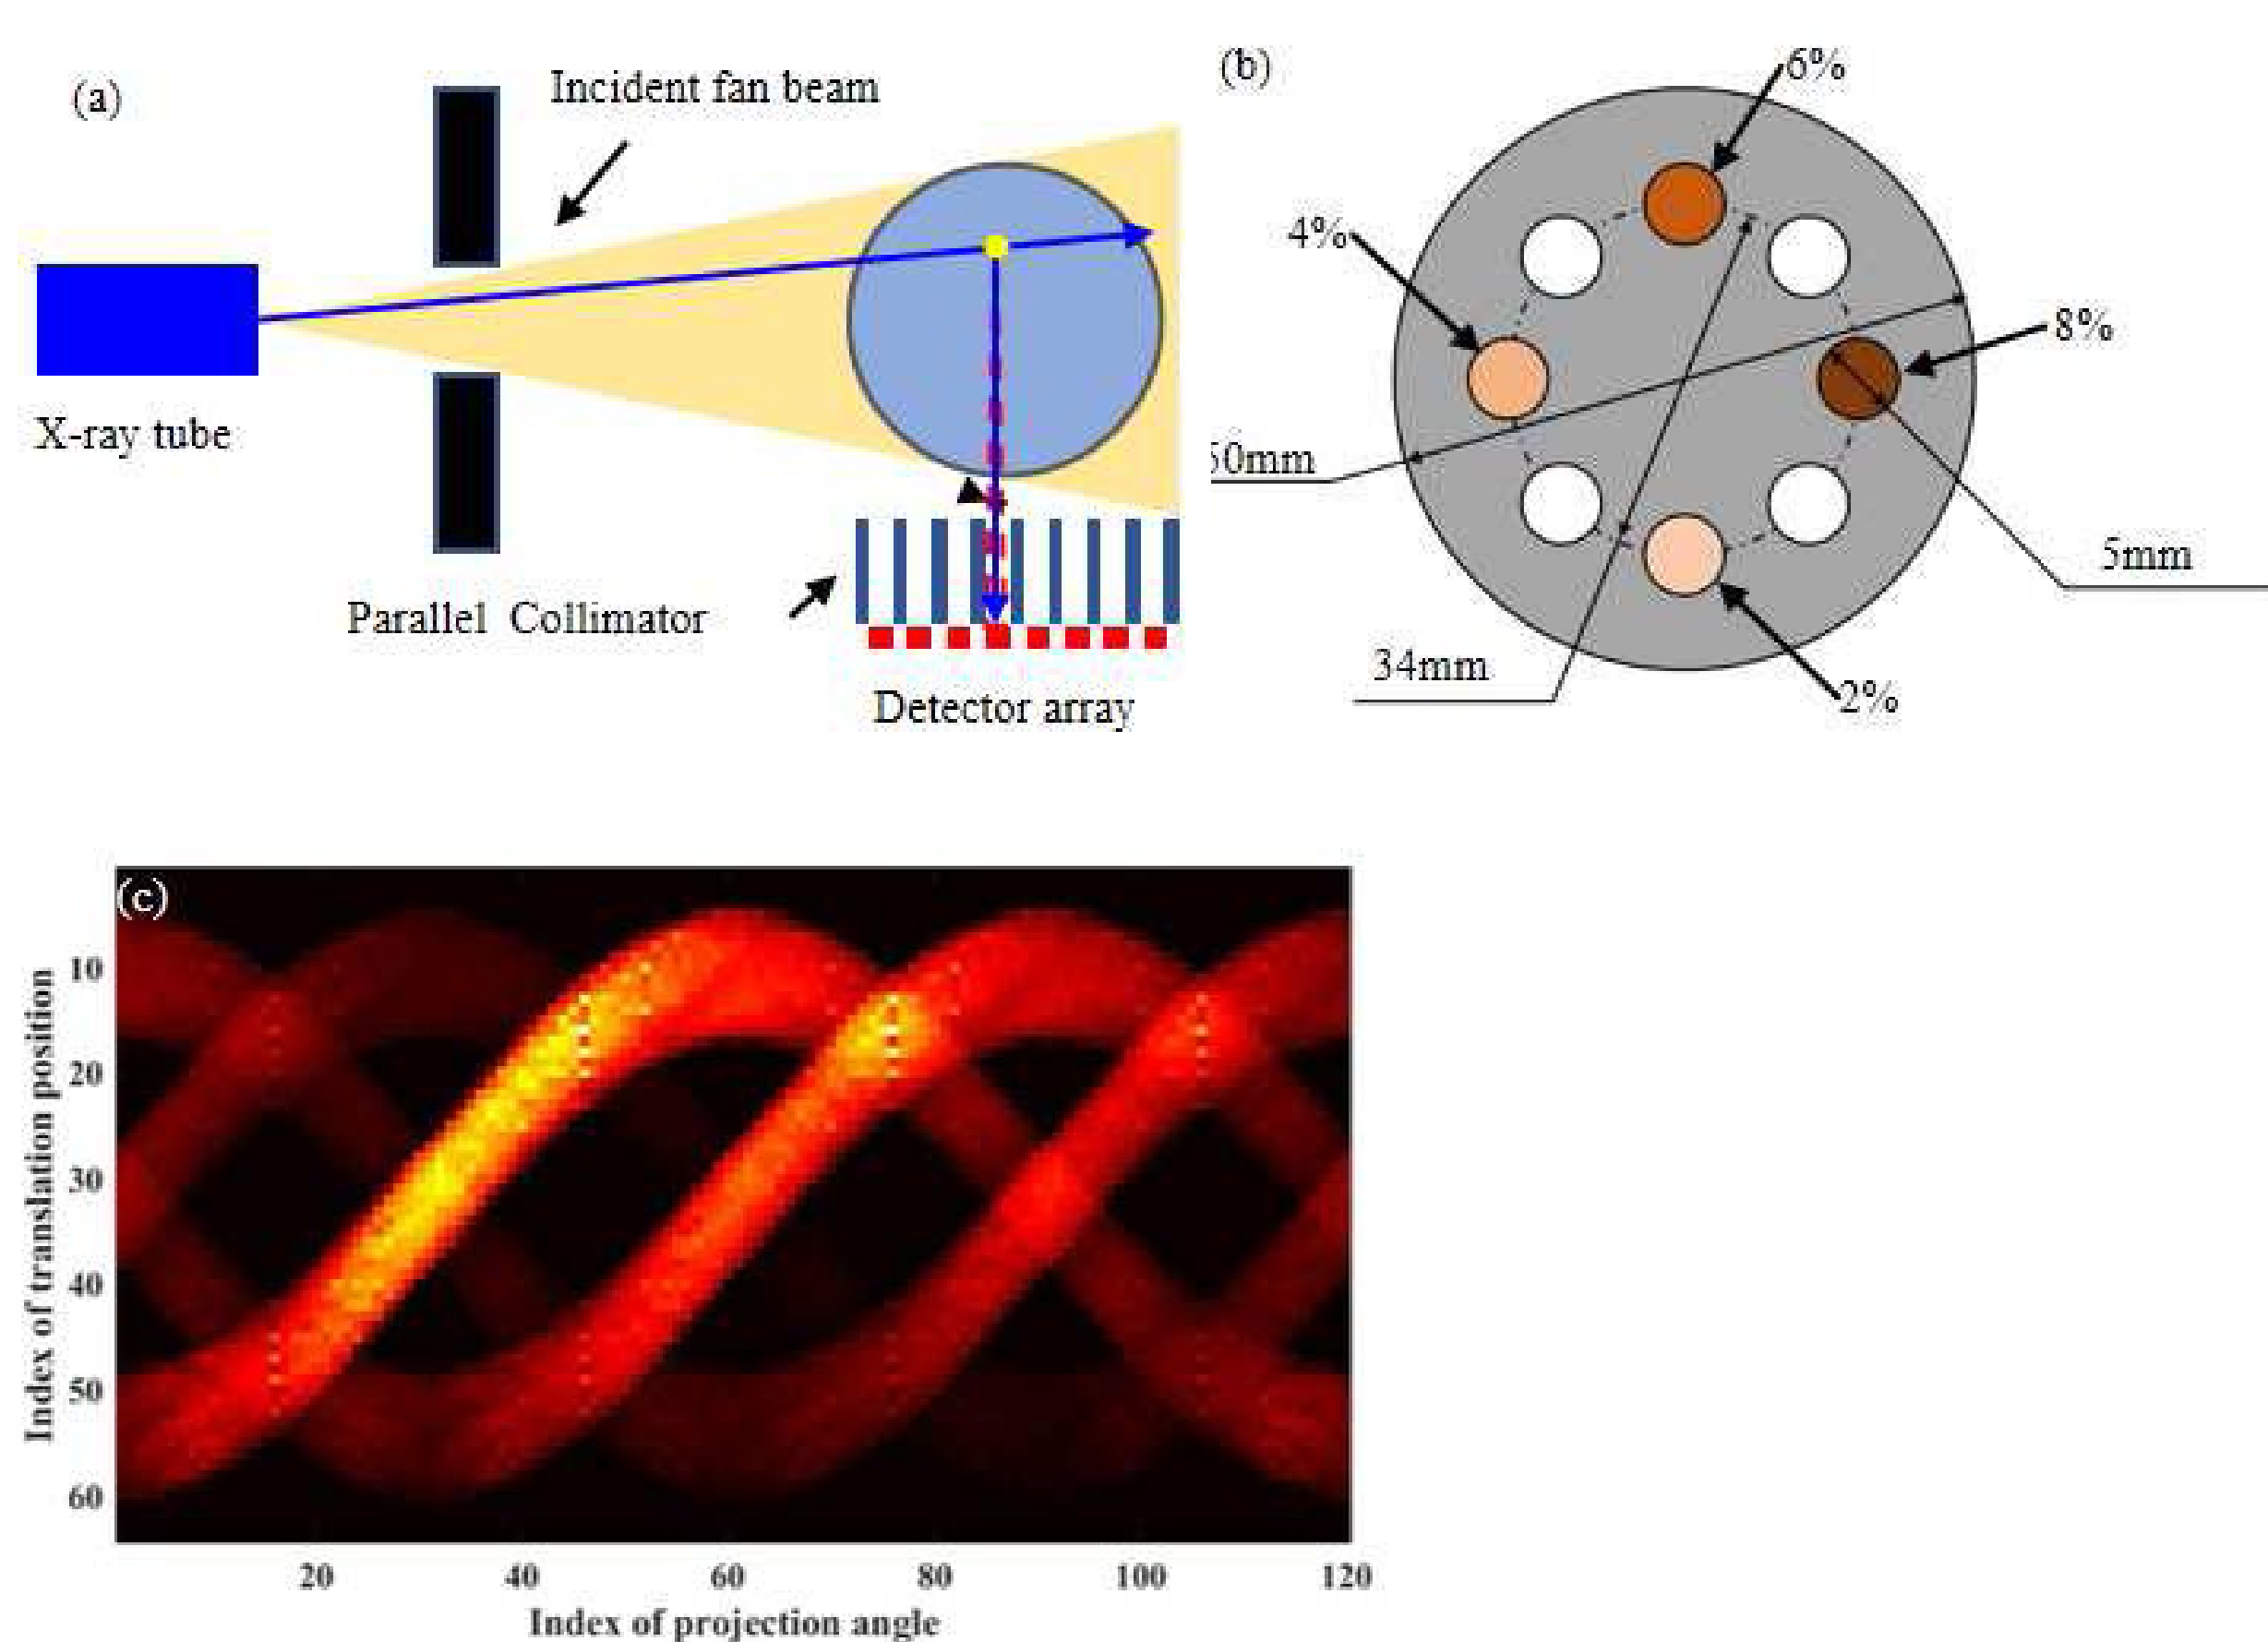 (a)
Incident fan beam
X-ray tube
Parallel Collimator
Detector array
(b)
6%
4%
8%
50mm
5mm
34mm
2%
(c)
10
20
30
40
50
60
Index of translation position
20
40
60
80
100
120
Index of projection angle